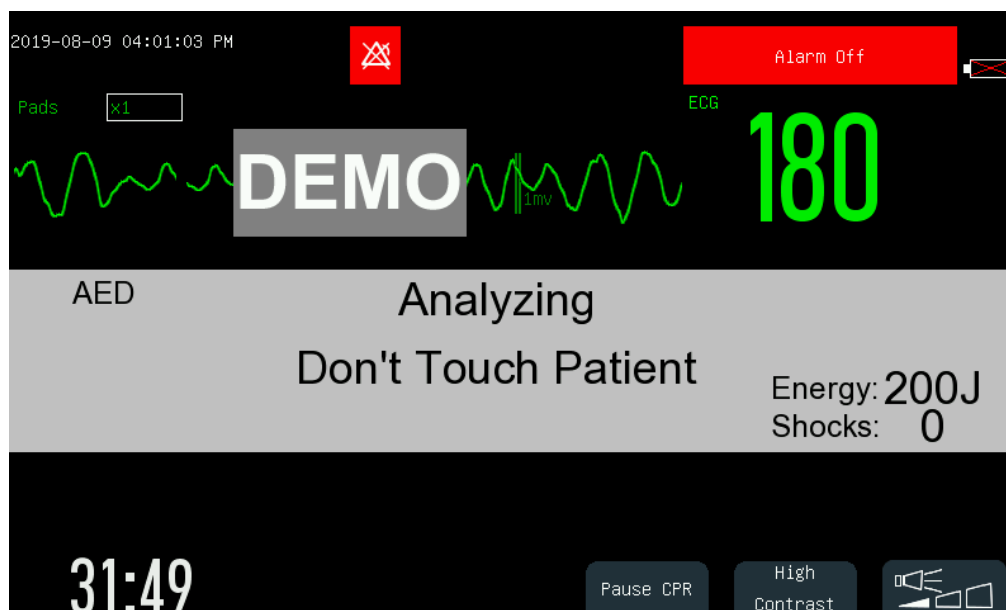 2019-08-09 04:01:03 PM
Alarm Off
Pads x1
ECG
180
DEMO
1mv
AED
Analyzing
Don't Touch Patient
Energy: 200J
Shocks: 0
31:49
Pause CPR
High
Contrast